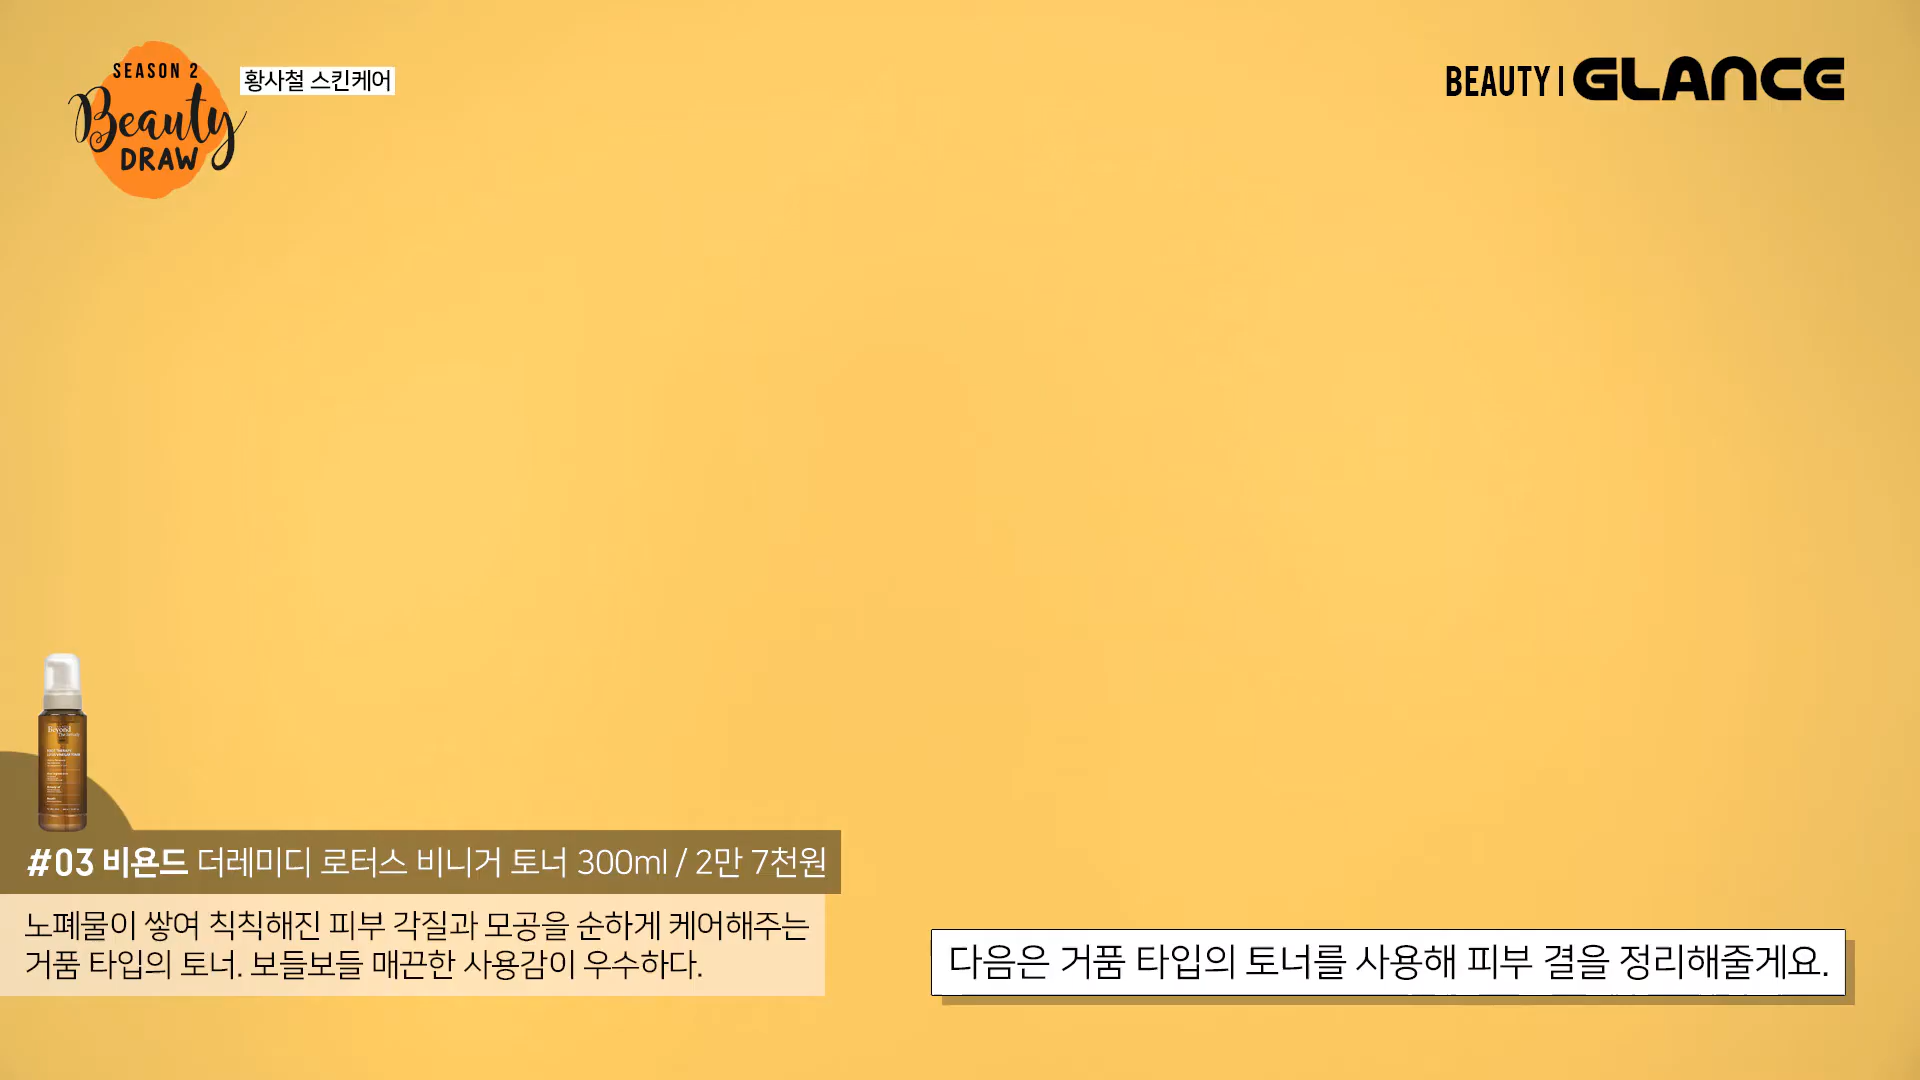 SEASON 2
Beauty
DRAW
황사철 스킨케어
BEAUTY | GLANCE
Beyond
#03 비욘드 더레미디 로터스 비니거 토너 300ml / 2만 7천원
노폐물이 쌓여 칙칙해진 피부 각질과 모공을 순하게 케어해주는
거품 타입의 토너. 보들보들 매끈한 사용감이 우수하다.
다음은 거품 타입의 토너를 사용해 피부 결을 정리해줄게요.